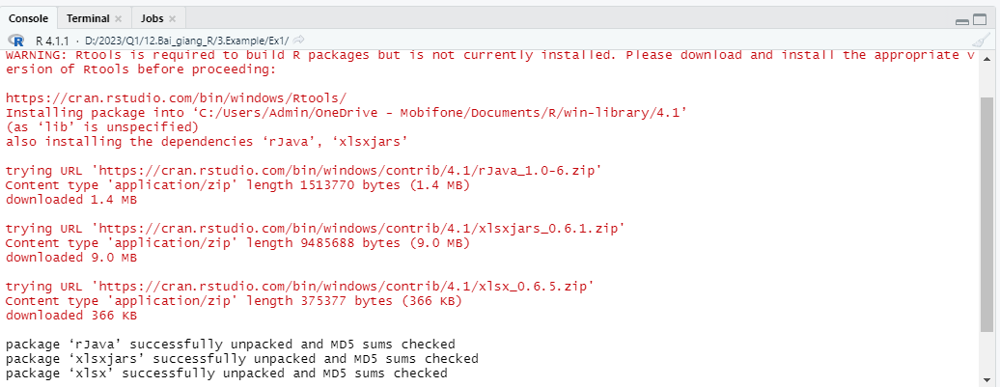 Console Terminal × Jobs ×
R 4.1.1 · D:/2023/Q1/12.Bai_giang_R/3.Example/Ex1/
WARNING: Rtools is required to build R packages but is not currently installed. Please download and install the appropriate v
ersion of Rtools before proceeding:

https://cran.rstudio.com/bin/windows/Rtools/
Installing package into ‘C:/Users/Admin/OneDrive - Mobifone/Documents/R/win-library/4.1’
(as ‘lib’ is unspecified)
also installing the dependencies ‘rJava’, ‘xlsxjars’

trying URL 'https://cran.rstudio.com/bin/windows/contrib/4.1/rJava_1.0-6.zip'
Content type 'application/zip' length 1513770 bytes (1.4 MB)
downloaded 1.4 MB

trying URL 'https://cran.rstudio.com/bin/windows/contrib/4.1/xlsxjars_0.6.1.zip'
Content type 'application/zip' length 9485688 bytes (9.0 MB)
downloaded 9.0 MB

trying URL 'https://cran.rstudio.com/bin/windows/contrib/4.1/xlsx_0.6.5.zip'
Content type 'application/zip' length 375377 bytes (366 KB)
downloaded 366 KB

package ‘rJava’ successfully unpacked and MD5 sums checked
package ‘xlsxjars’ successfully unpacked and MD5 sums checked
package ‘xlsx’ successfully unpacked and MD5 sums checked